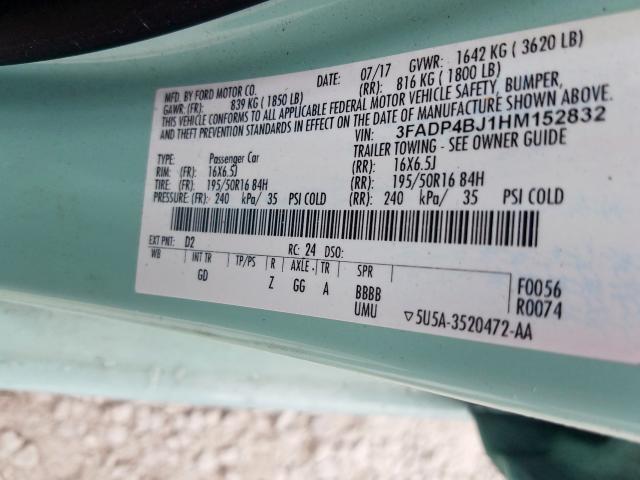 MFD. BY FORD MOTOR CO. DATE: 07/17 GVWR: 1642 KG ( 3620 LB)
GAWR: (FR): 839 KG ( 1850 LB) (RR): 816 KG ( 1800 LB)
THIS VEHICLE CONFORMS TO ALL APPLICABLE FEDERAL MOTOR VEHICLE SAFETY, BUMPER,
AND THEFT PREVENTION STANDARDS IN EFFECT ON THE DATE OF MANUFACTURE SHOWN ABOVE.
VIN: 3FADP4BJ1HM152832
TYPE: Passenger Car TRAILER TOWING - SEE OWNER GUIDE
RIM: (FR): 16X6.5J (RR): 16X6.5J
TIRE: (FR): 195/50R16 84H (RR): 195/50R16 84H
PRESSURE: (FR): 240 kPa/ 35 PSI COLD (RR): 240 kPa/ 35 PSI COLD
EXT PNT: D2 RC: 24 DSO:
WB INT TR TP/PS R AXLE TR SPR
GD Z GG A BBBB F0056
UMU R0074
▽5U5A-3520472-AA